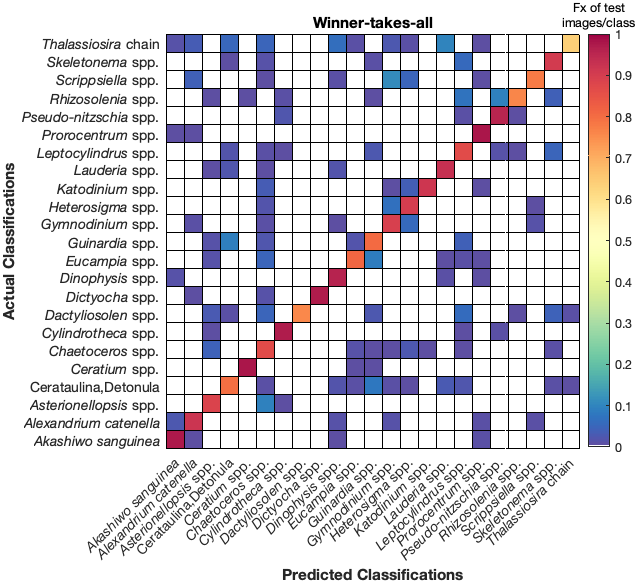 Winner-takes-all
Fx of test
images/class
Actual Classifications
Thalassiosira chain
Skeletonema spp.
Scrippsiella spp.
Rhizosolenia spp.
Pseudo-nitzschia spp.
Prorocentrum spp.
Leptocylindrus spp.
Lauderia spp.
Katodinium spp.
Heterosigma spp.
Gymnodinium spp.
Guinardia spp.
Eucampia spp.
Dinophysis spp.
Dictyocha spp.
Dactyliosolen spp.
Cylindrotheca spp.
Chaetoceros spp.
Ceratium spp.
Cerataulina,Detonula
Asterionellopsis spp.
Alexandrium catenella
Akashiwo sanguinea
1
0.9
0.8
0.7
0.6
0.5
0.4
0.3
0.2
0.1
0
Akashiwo sanguinea
Alexandrium catenella
Asterionellopsis spp.
Cerataulina, Detonula
Ceratium spp.
Chaetoceros spp.
Cylindrotheca spp.
Dactyliosolen spp.
Dictyocha spp.
Dinophysis spp.
Eucampia spp.
Guinardia spp.
Gymnodinium spp.
Heterosigma spp.
Katodinium spp.
Lauderia spp.
Leptocylindrus spp.
Prorocentrum spp.
Pseudo-nitzschia spp.
Rhizosolenia spp.
Scrippsiella spp.
Skeletonema spp.
Thalassiosira chain
Predicted Classifications